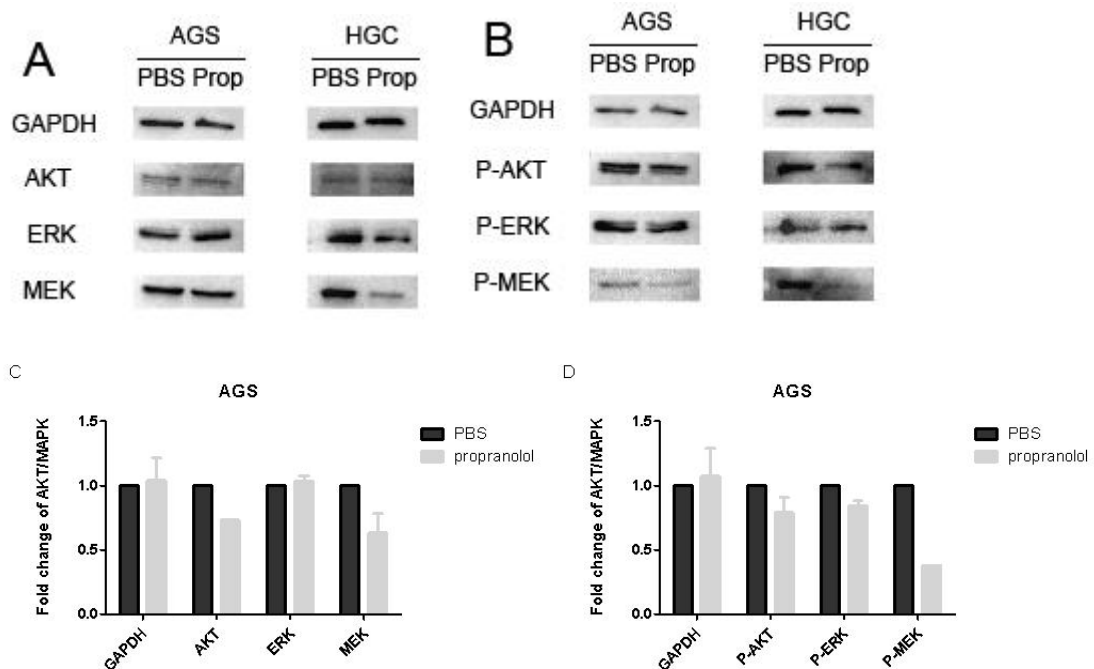 A
AGS HGC
PBS Prop PBS Prop
GAPDH
AKT
ERK
MEK
B
AGS HGC
PBS Prop PBS Prop
GAPDH
P-AKT
P-ERK
P-MEK
C
AGS
Fold change of AKT/MAPK
1.5
1.0
0.5
0.0
GAPDH
AKT
ERK
MEK
PBS
propranolol
D
AGS
Fold change of AKT/MAPK
1.5
1.0
0.5
0.0
GAPDH
P-AKT
P-ERK
P-MEK
PBS
propranolol